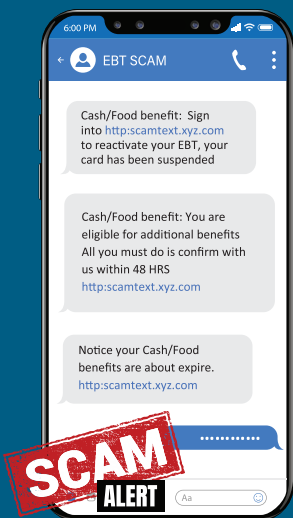 6:00 PM
EBT SCAM
Cash/Food benefit: Sign
into http:scamtext.xyz.com
to reactivate your EBT, your
card has been suspended
Cash/Food benefit: You are
eligible for additional benefits
All you must do is confirm with
us within 48 HRS
http:scamtext.xyz.com
Notice your Cash/Food
benefits are about expire.
http:scamtext.xyz.com
SCAM
ALERT
Aa